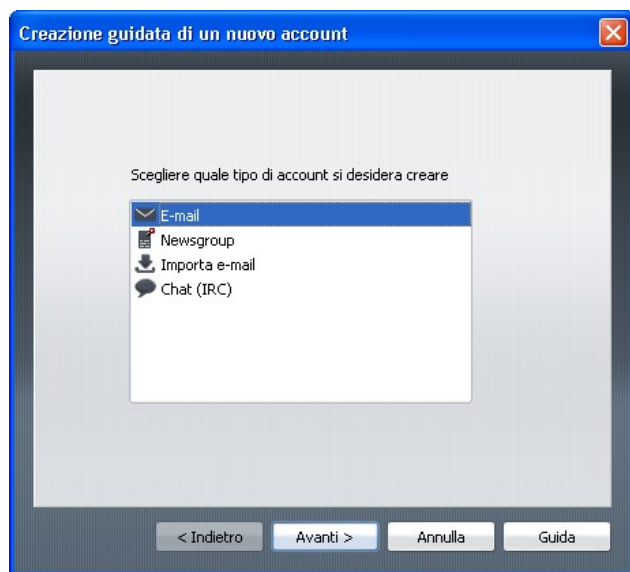 Creazione guidata di un nuovo account
Scegliere quale tipo di account si desidera creare
E-mail
Newsgroup
Importa e-mail
Chat (IRC)
< Indietro
Avanti >
Annulla
Guida